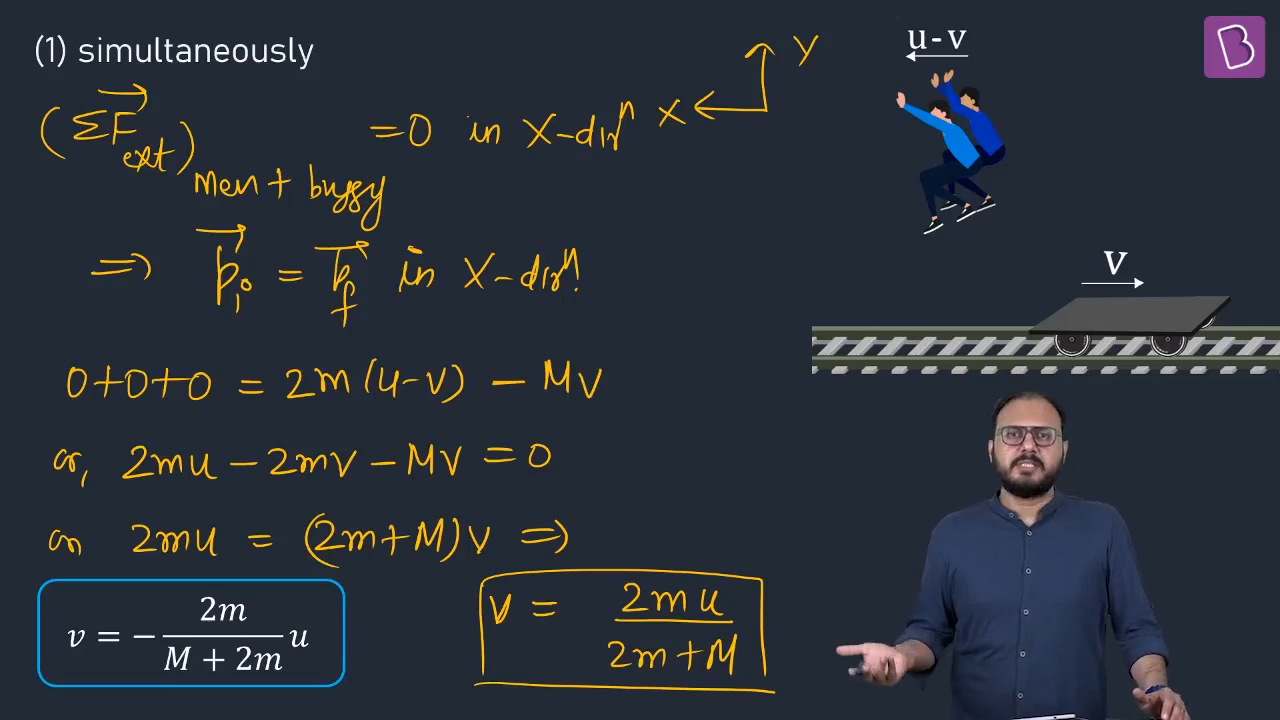 (1) simultaneously
(ΣF⃗ext)men + buggy = 0 in X-dirⁿ
X
Y
⇒ p⃗i = p⃗f in X-dirⁿ.
0+0+0 = 2m(u-v) - Mv
or, 2mu - 2mv - Mv = 0
or 2mu = (2m+M)v ⇒
v = - 2m/(M + 2m) u
v = 2mu/(2m+M)
u - v
v
B